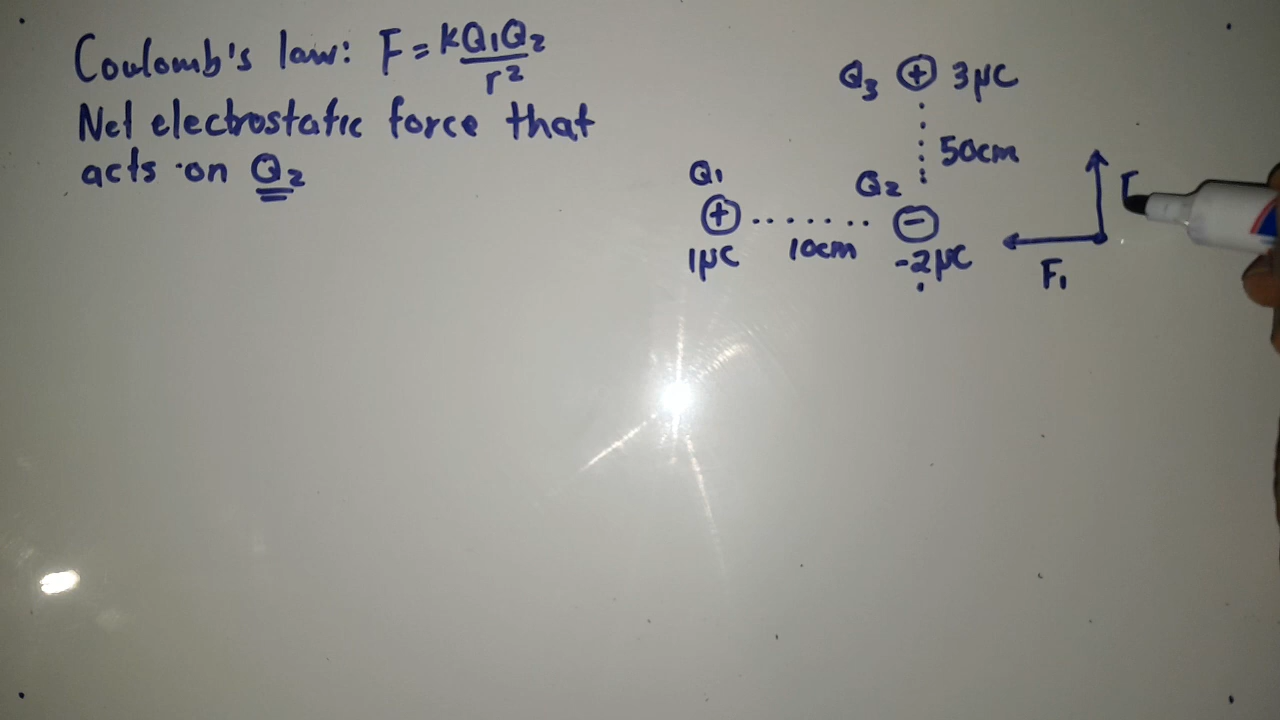 Coulomb's law: F = kQ₁Q₂/r²
Net electrostatic force that
acts on Q₂
Q₃ + 3μC
50cm
Q₁ Q₂
+ −
1μC 10cm -2μC
F₁